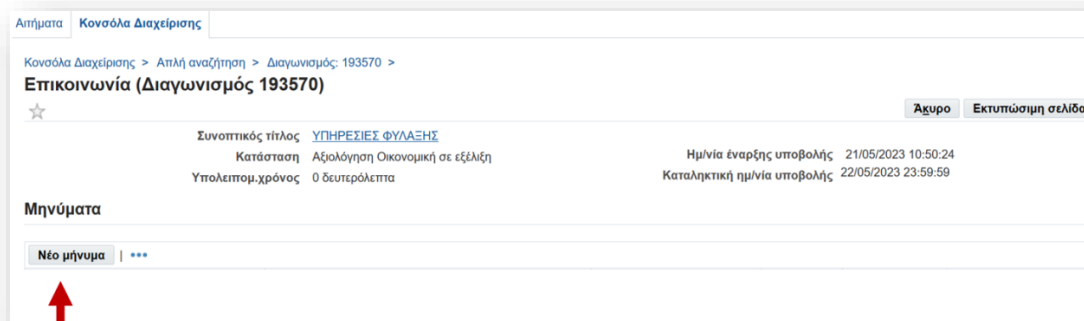 Αιτήματα Κονσόλα Διαχείρισης
Κονσόλα Διαχείρισης > Απλή αναζήτηση > Διαγωνισμός: 193570 >
Επικοινωνία (Διαγωνισμός 193570)
Άκυρο Εκτυπώσιμη σελίδα
Συνοπτικός τίτλος ΥΠΗΡΕΣΙΕΣ ΦΥΛΑΞΗΣ
Κατάσταση Αξιολόγηση Οικονομική σε εξέλιξη Ημ/νία έναρξης υποβολής 21/05/2023 10:50:24
Υπολειπομ.χρόνος 0 δευτερόλεπτα Καταληκτική ημ/νία υποβολής 22/05/2023 23:59:59
Μηνύματα
Νέο μήνυμα | •••